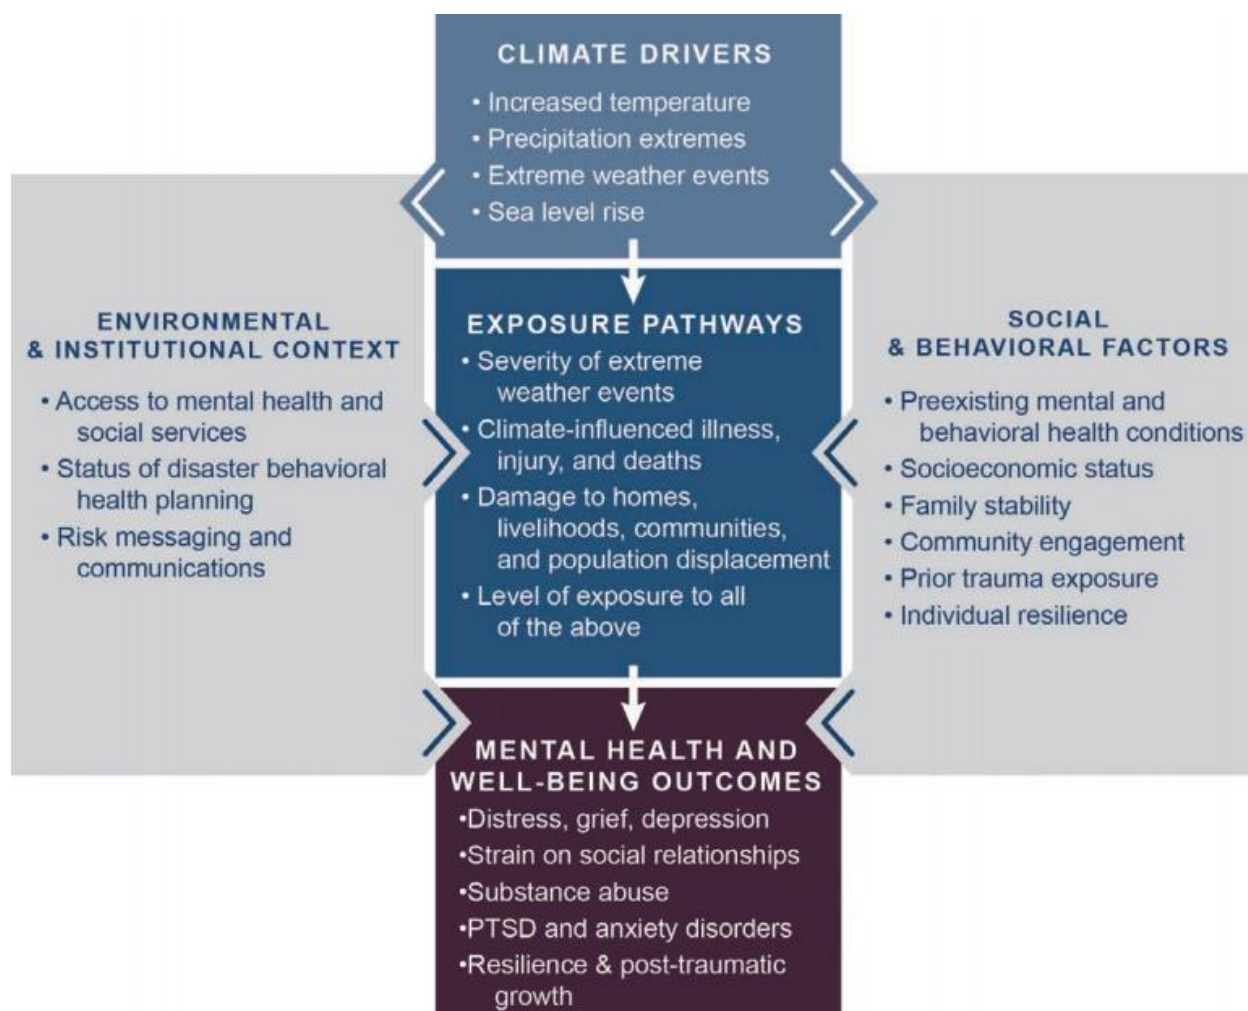 CLIMATE DRIVERS
• Increased temperature
• Precipitation extremes
• Extreme weather events
• Sea level rise
ENVIRONMENTAL
& INSTITUTIONAL CONTEXT
• Access to mental health and
social services
• Status of disaster behavioral
health planning
• Risk messaging and
communications
EXPOSURE PATHWAYS
• Severity of extreme
weather events
• Climate-influenced illness,
injury, and deaths
• Damage to homes,
livelihoods, communities,
and population displacement
• Level of exposure to all
of the above
SOCIAL
& BEHAVIORAL FACTORS
• Preexisting mental and
behavioral health conditions
• Socioeconomic status
• Family stability
• Community engagement
• Prior trauma exposure
• Individual resilience
MENTAL HEALTH AND
WELL-BEING OUTCOMES
•Distress, grief, depression
•Strain on social relationships
•Substance abuse
•PTSD and anxiety disorders
•Resilience & post-traumatic
growth